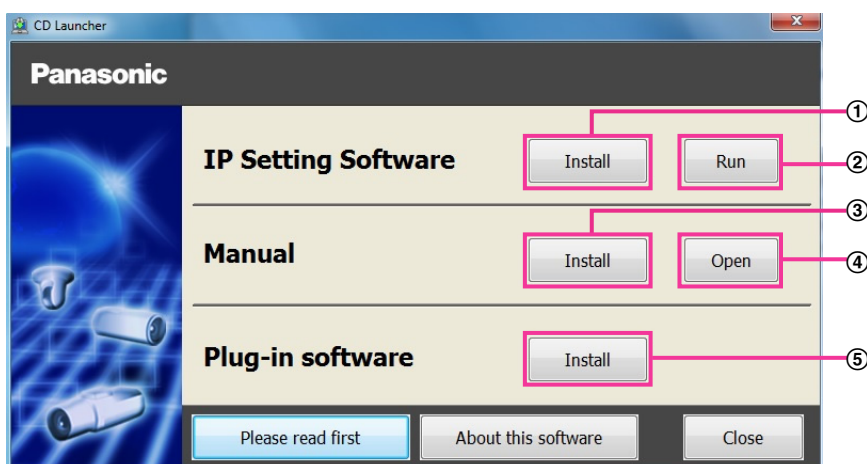 CD Launcher
x
Panasonic
①
IP Setting Software
Install
Run
②
③
Manual
Install
Open
④
Plug-in software
Install
⑤
Please read first
About this software
Close